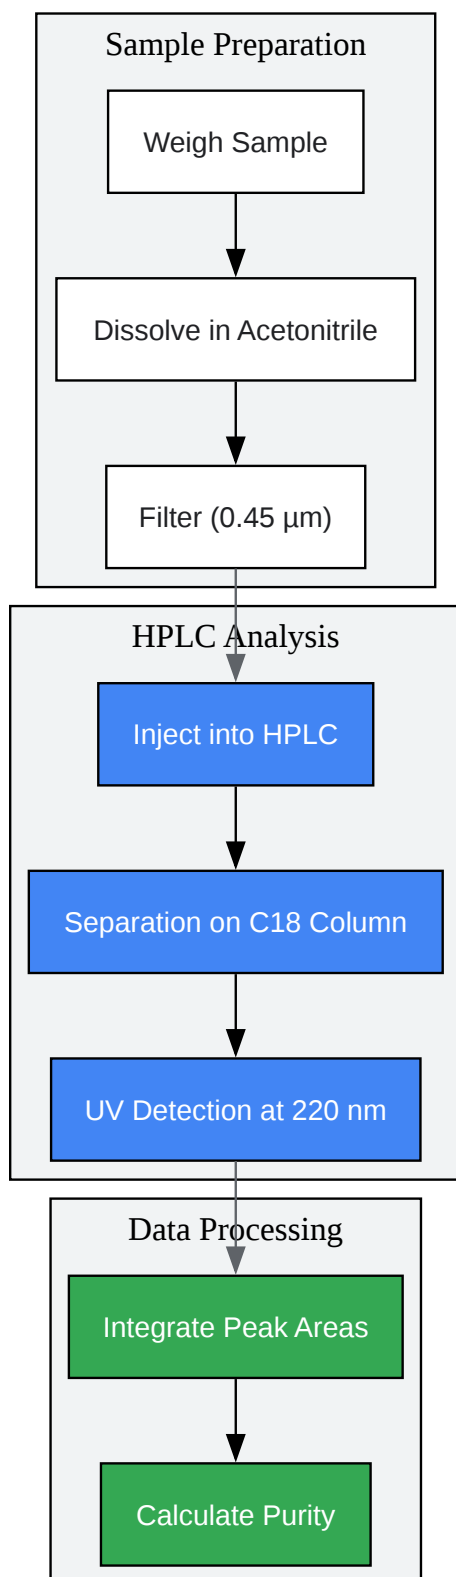 Sample Preparation
Weigh Sample
Dissolve in Acetonitrile
Filter (0.45 µm)
HPLC Analysis
Inject into HPLC
Separation on C18 Column
UV Detection at 220 nm
Data Processing
Integrate Peak Areas
Calculate Purity